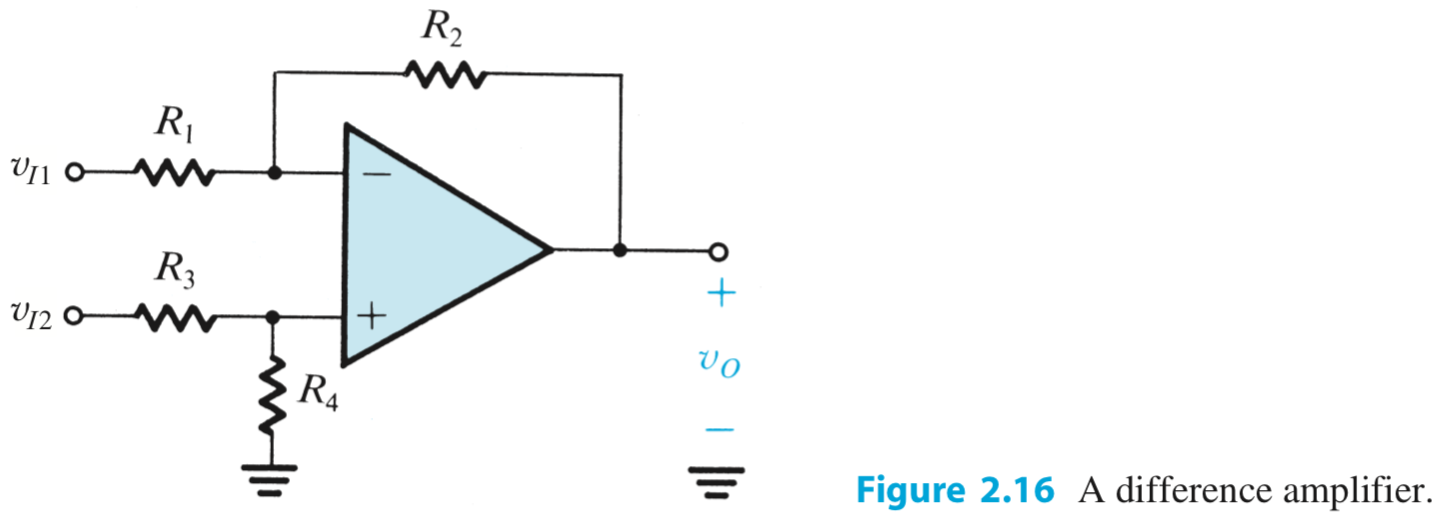 R2
R1
vI1
−
R3
vI2
+
R4
+
vO
−
Figure 2.16 A difference amplifier.